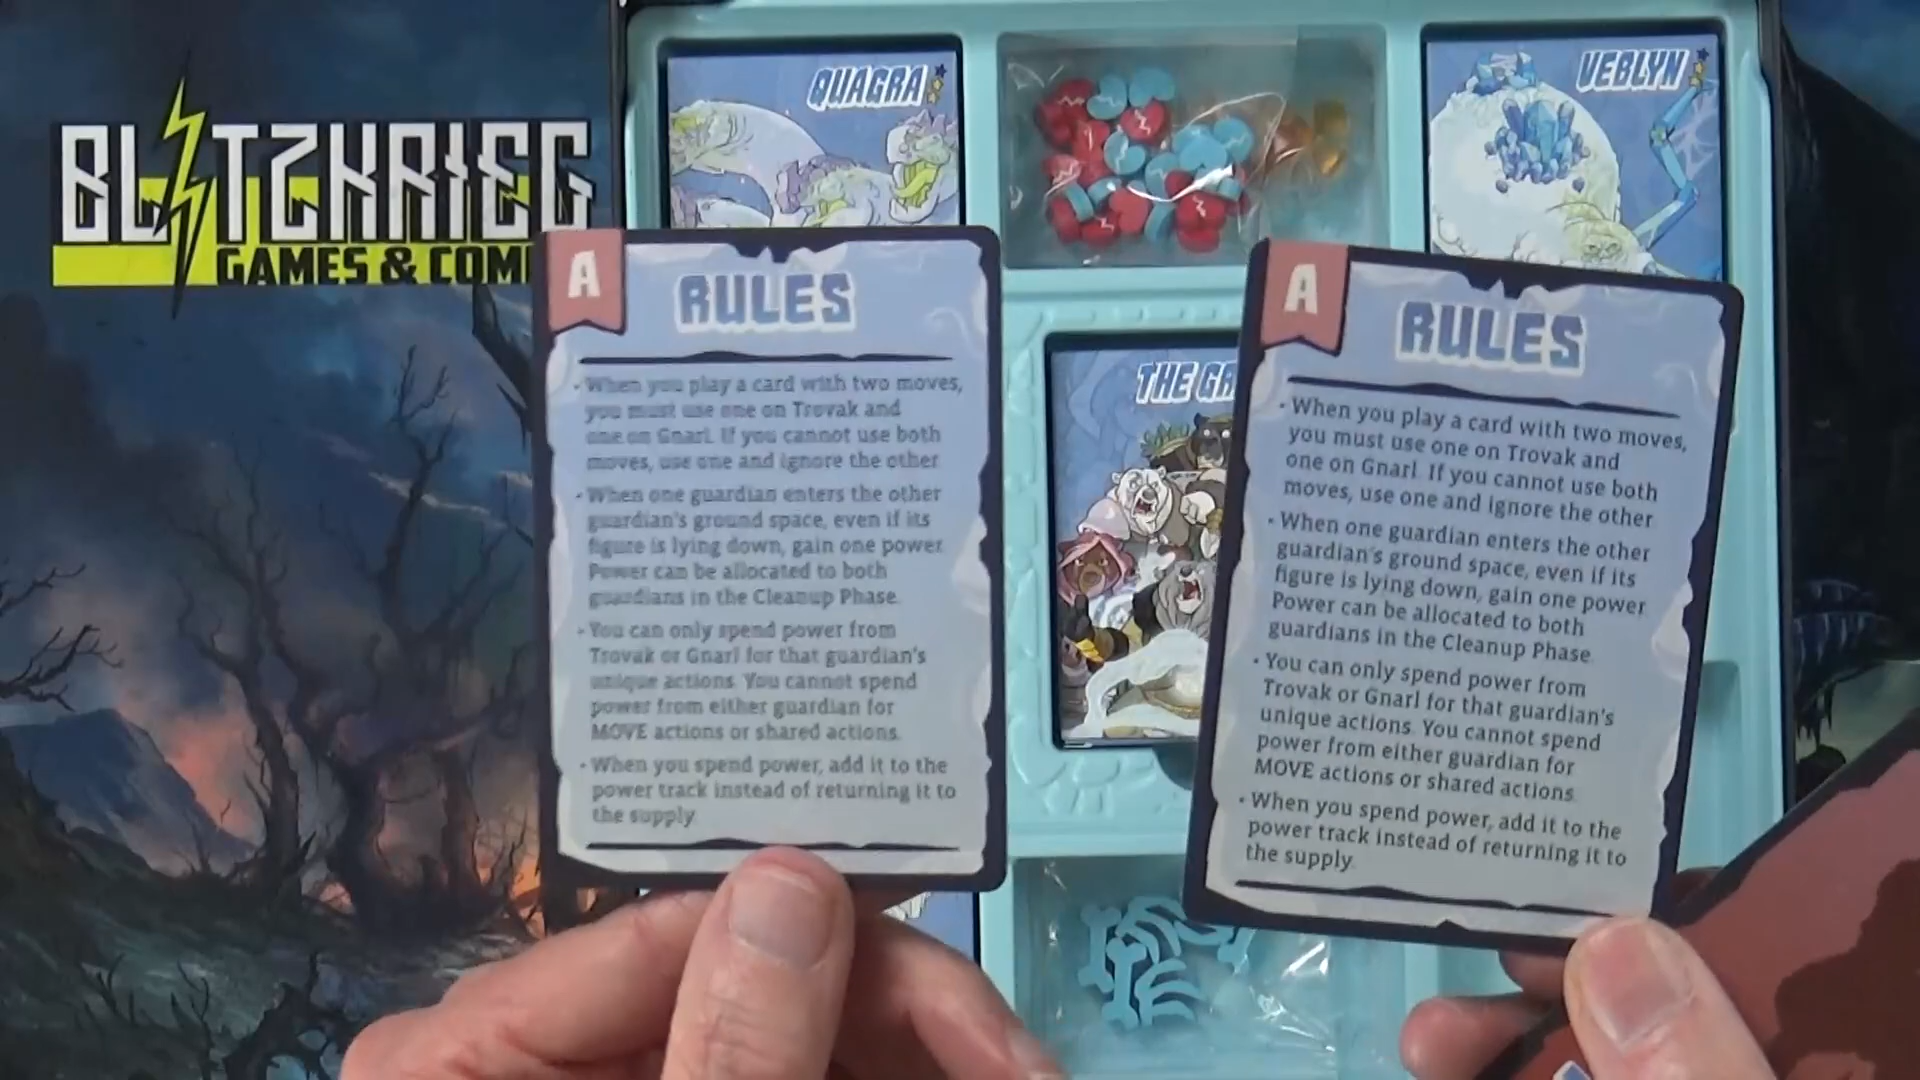 BLITZKRIEG
GAMES & COM
QUAGRA
VEBLYN
THE
A
RULES
• When you play a card with two moves,
you must use one on Trovak and
one on Gnarl. If you cannot use both
moves, use one and ignore the other.
• When one guardian enters the other
guardian's ground space, even if its
figure is lying down, gain one power.
Power can be allocated to both
guardians in the Cleanup Phase.
• You can only spend power from
Trovak or Gnarl for that guardian's
unique actions. You cannot spend
power from either guardian for
MOVE actions or shared actions.
• When you spend power, add it to the
power track instead of returning it to
the supply.
A
RULES
• When you play a card with two moves,
you must use one on Trovak and
one on Gnarl. If you cannot use both
moves, use one and ignore the other.
• When one guardian enters the other
guardian's ground space, even if its
figure is lying down, gain one power.
Power can be allocated to both
guardians in the Cleanup Phase.
• You can only spend power from
Trovak or Gnarl for that guardian's
unique actions. You cannot spend
power from either guardian for
MOVE actions or shared actions.
• When you spend power, add it to the
power track instead of returning it to
the supply.